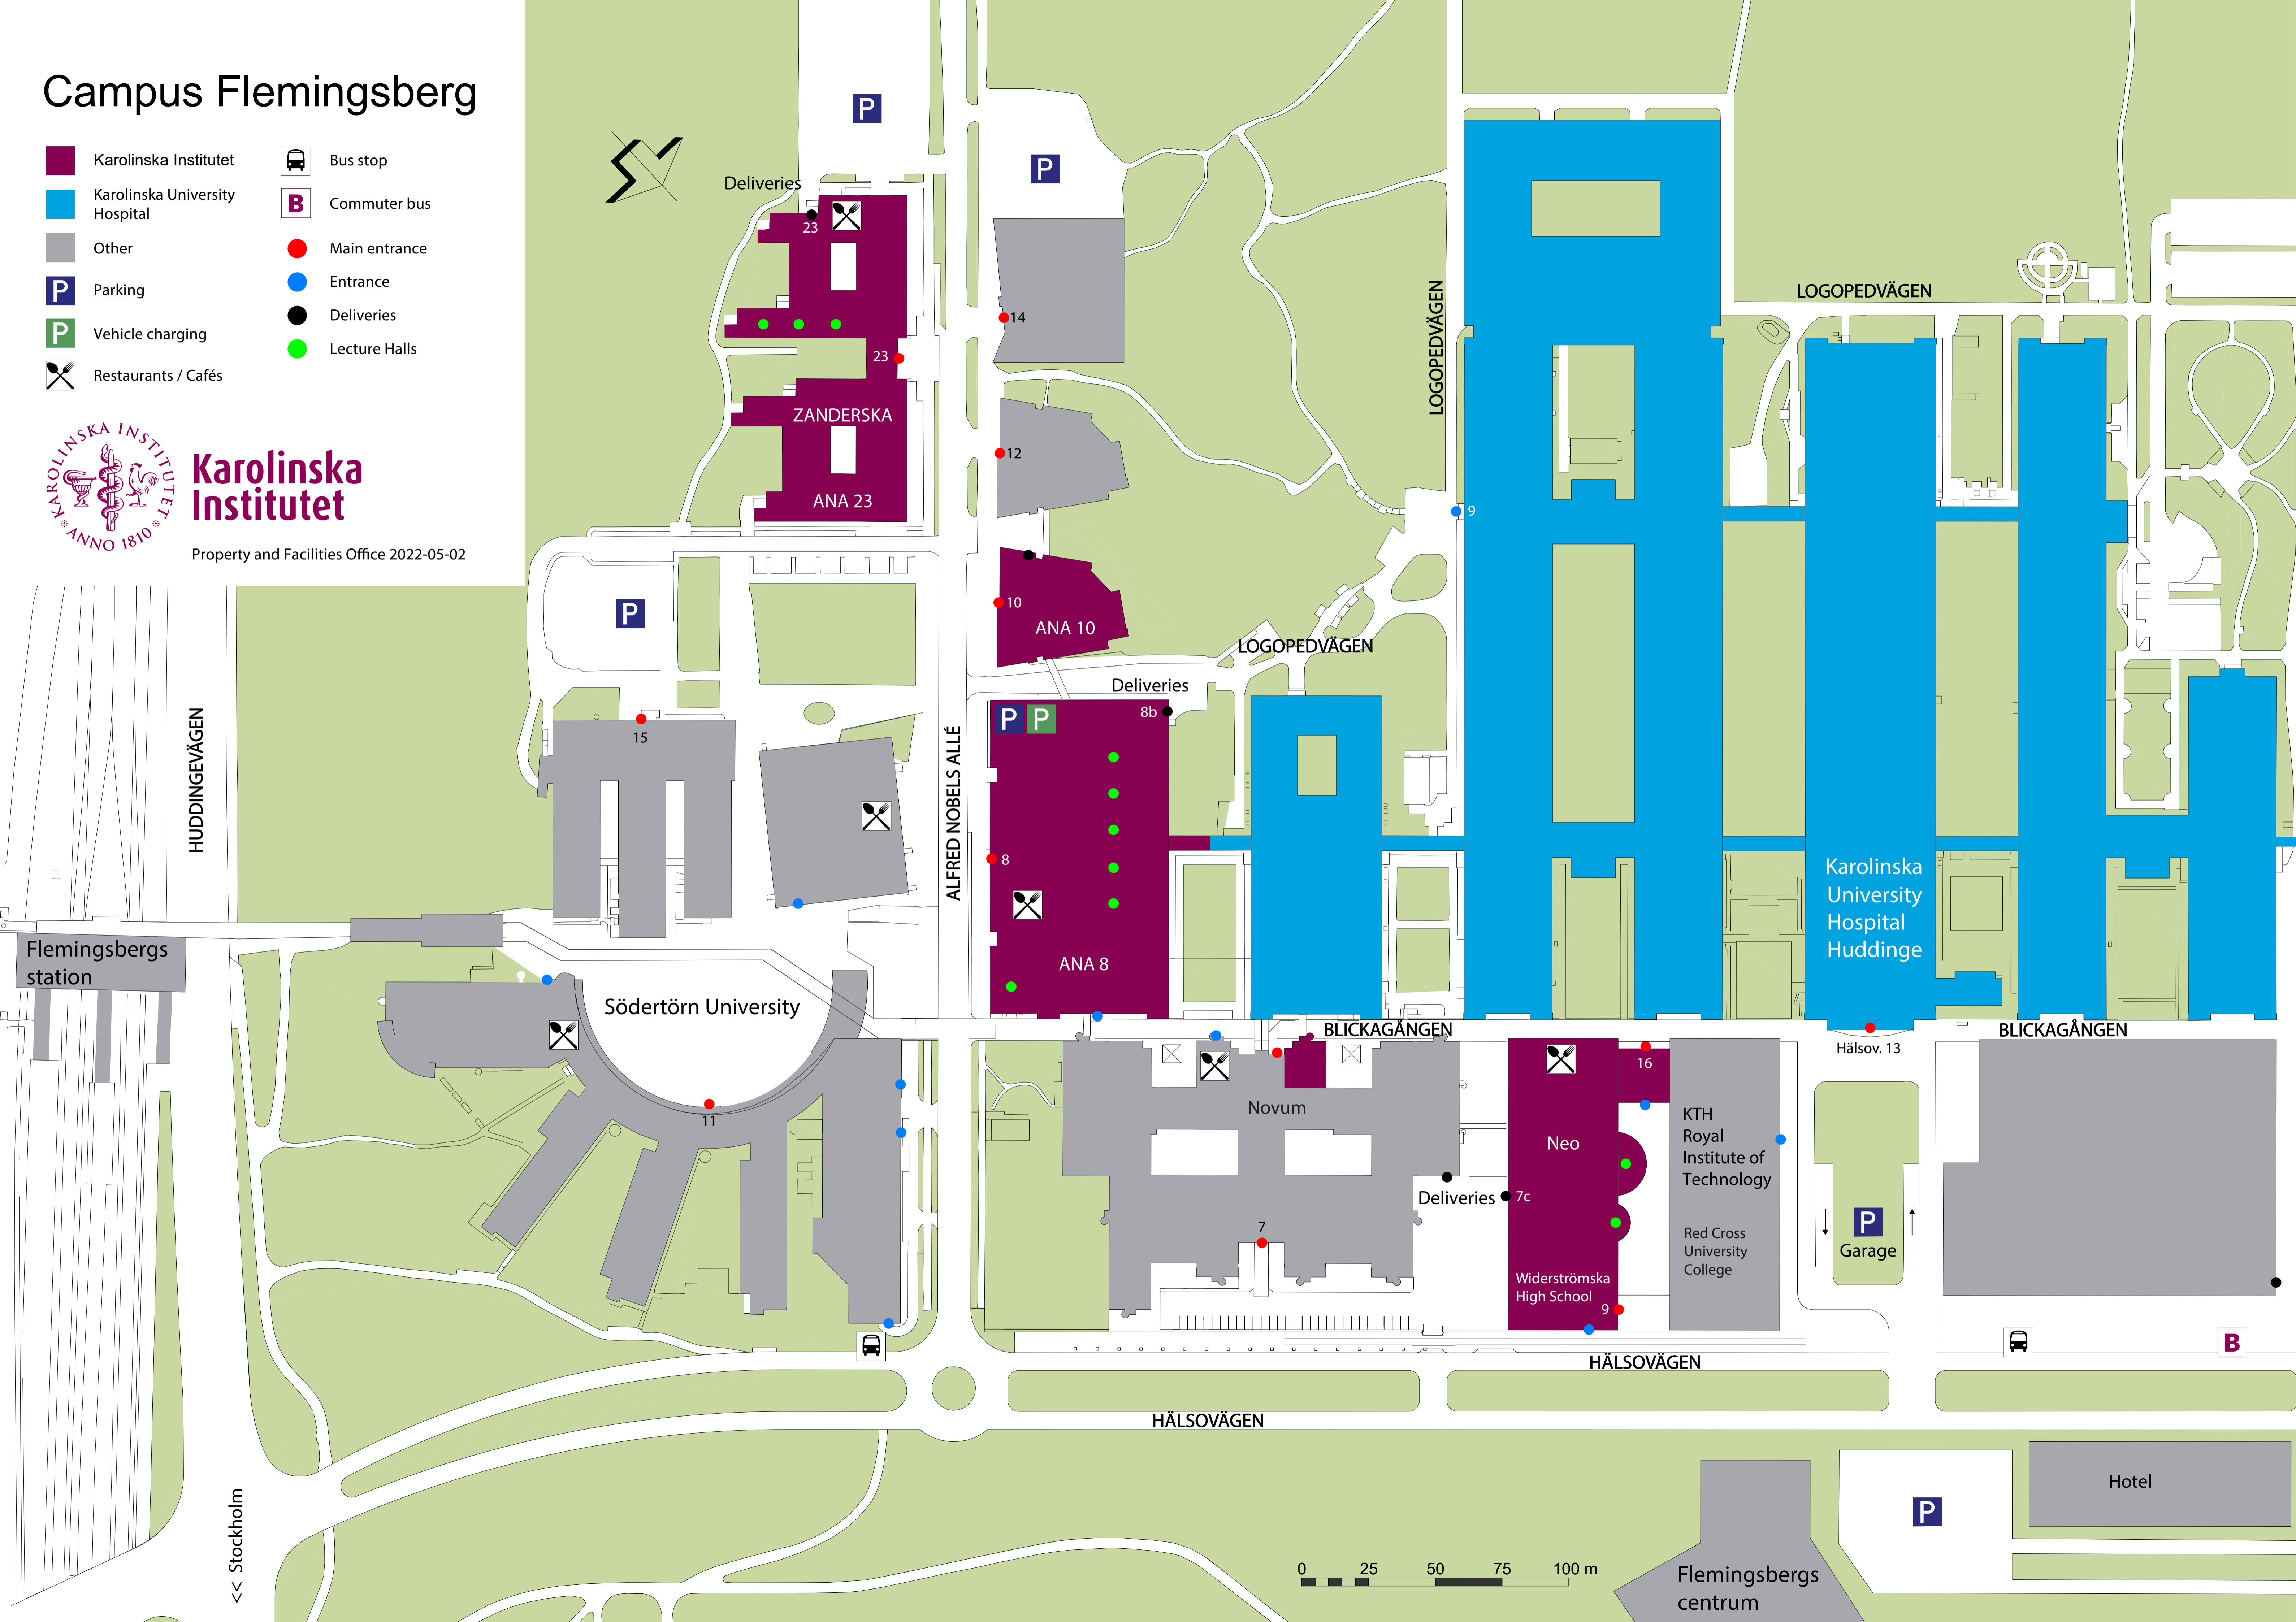 Campus Flemingsberg
Karolinska Institutet
Karolinska University
Hospital
Other
P
Parking
P
Vehicle charging
Restaurants / Cafés
Bus stop
B
Commuter bus
Main entrance
Entrance
Deliveries
Lecture Halls
KAROLINSKA INSTITUTET
ANNO 1810
Karolinska
Institutet
Property and Facilities Office 2022-05-02
P
P
Deliveries
23
14
23
ZANDERSKA
12
ANA 23
10
ANA 10
P
LOGOPEDVÄGEN
LOGOPEDVÄGEN
9
LOGOPEDVÄGEN
Deliveries
P
P
8b
15
HUDDINGEVÄGEN
ALFRED NOBELS ALLÉ
8
ANA 8
Karolinska
University
Hospital
Huddinge
Flemingsbergs
station
Södertörn University
11
BLICKAGÅNGEN
BLICKAGÅNGEN
Hälsov. 13
Novum
7
Deliveries
7c
Neo
16
KTH
Royal
Institute of
Technology
Red Cross
University
College
Widerströmska
High School
9
P
Garage
B
HÄLSOVÄGEN
HÄLSOVÄGEN
<< Stockholm
0 25 50 75 100 m
Flemingsbergs
centrum
P
Hotel